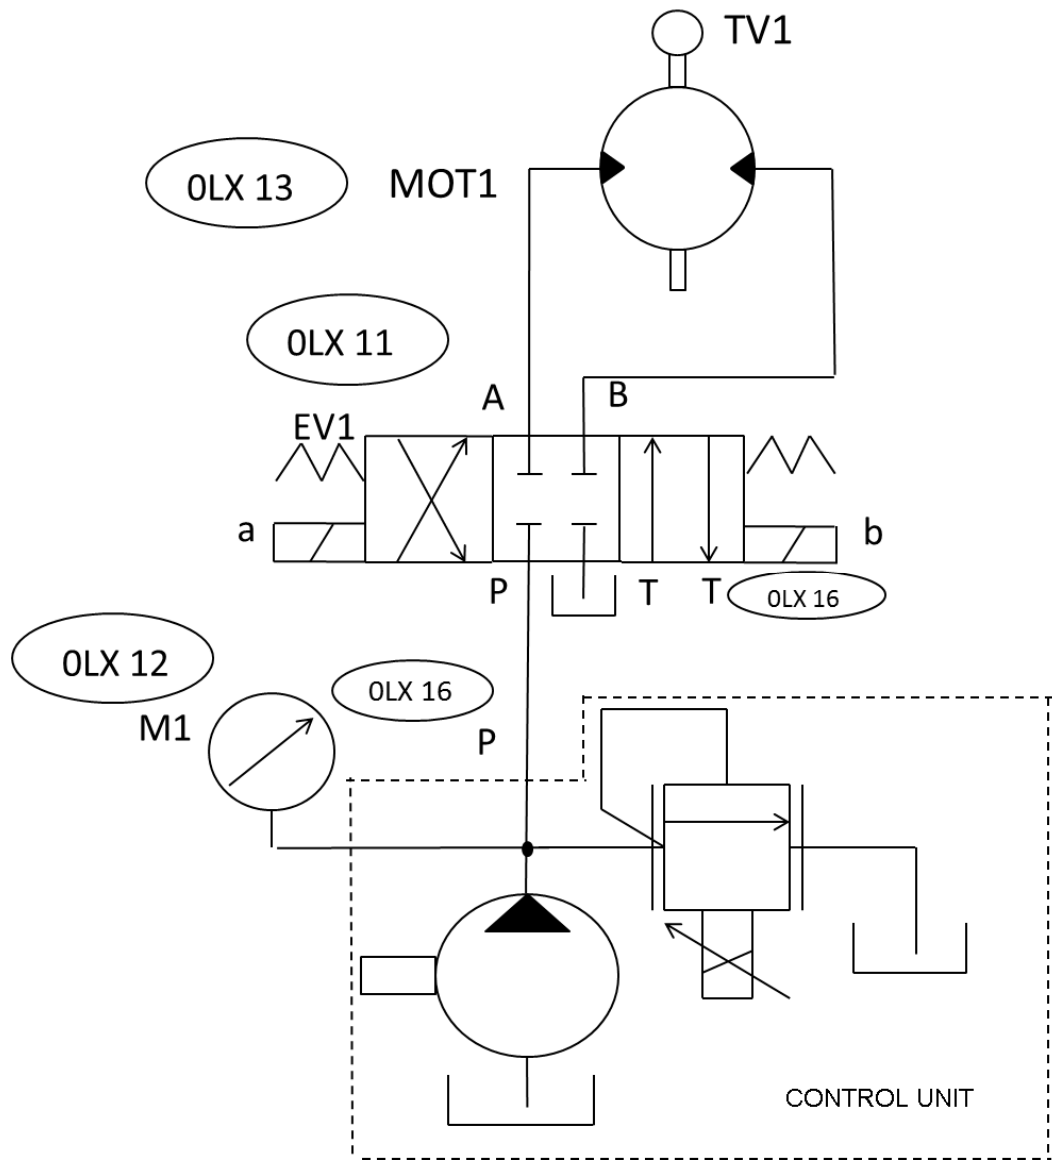 TV1
0LX 13
MOT1
0LX 11
A
B
EV1
a
b
P
T
T
0LX 16
0LX 12
0LX 16
M1
P
CONTROL UNIT